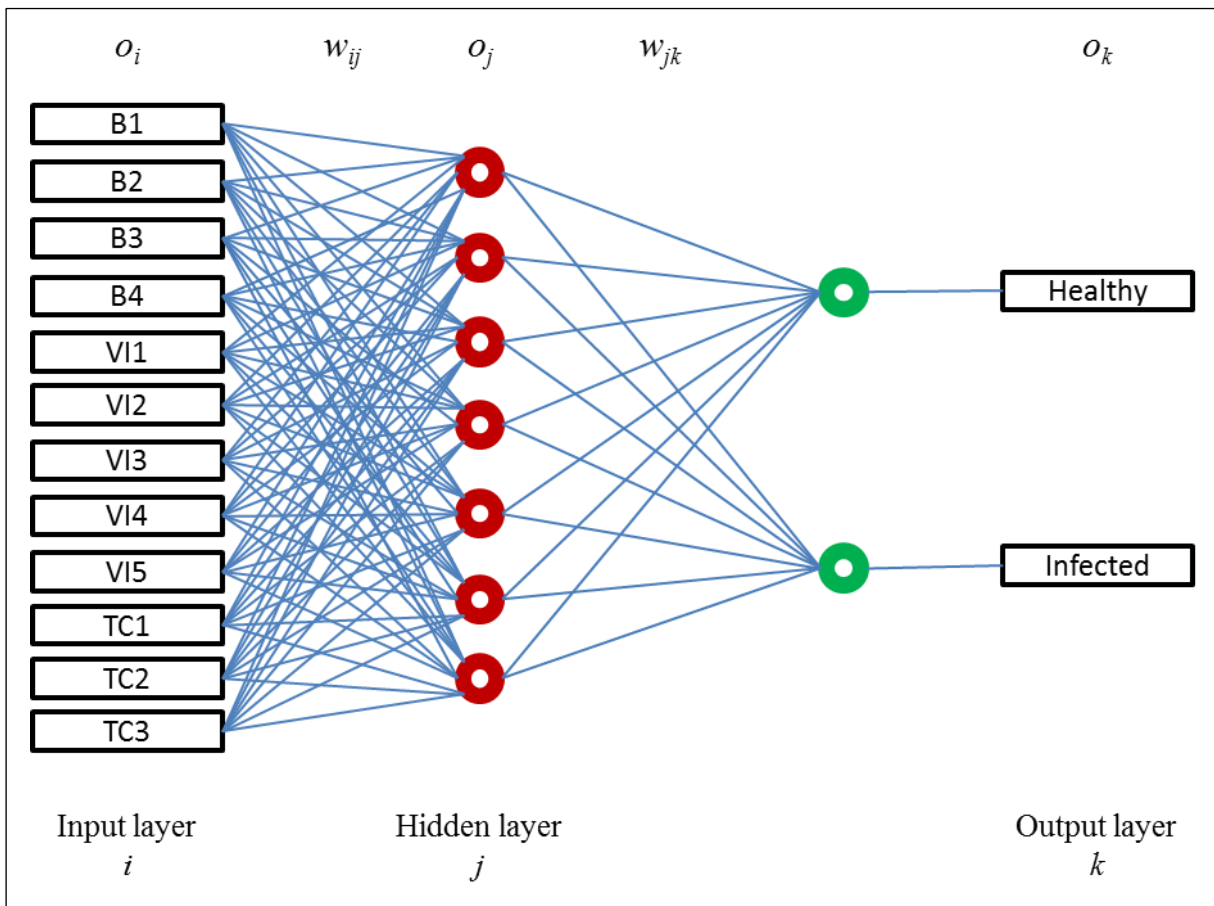 o_i w_ij o_j w_jk o_k
B1
B2
B3
B4
VI1
VI2
VI3
VI4
VI5
TC1
TC2
TC3
Healthy
Infected
Input layer Hidden layer Output layer
i j k